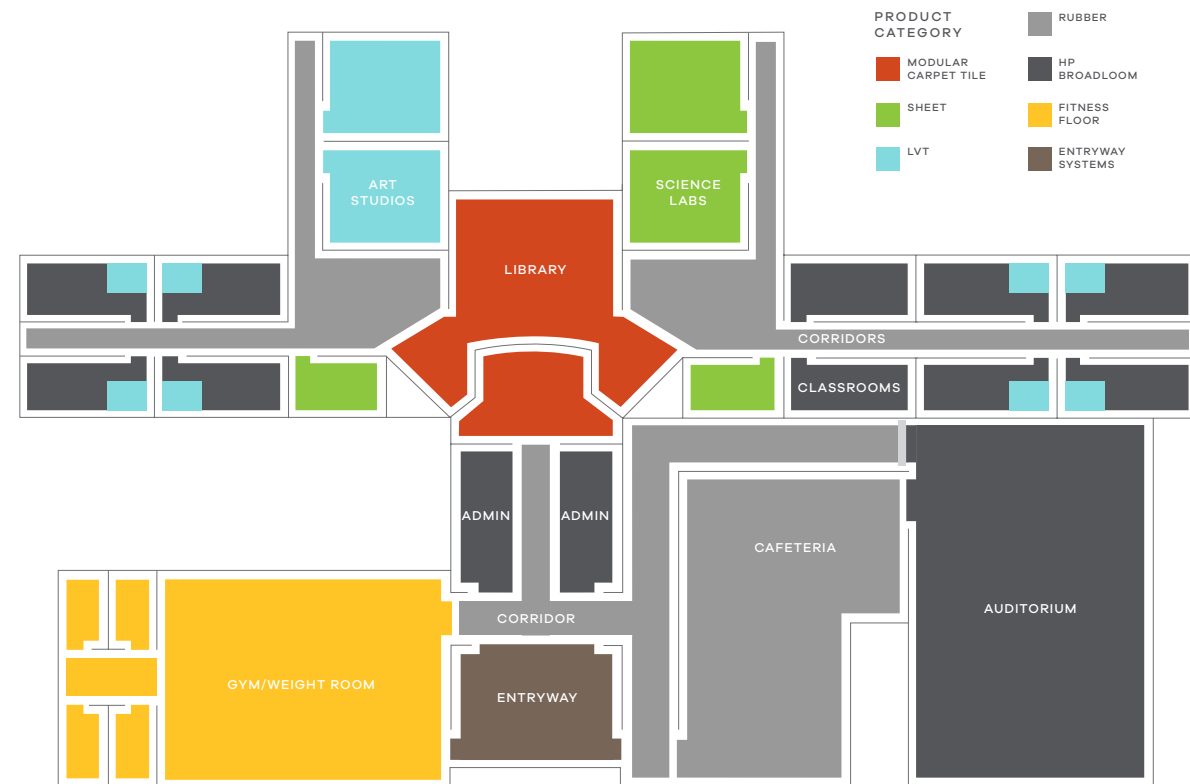 PRODUCT
CATEGORY
RUBBER
MODULAR
CARPET TILE
HP
BROADLOOM
SHEET
FITNESS
FLOOR
LVT
ENTRYWAY
SYSTEMS
ART
STUDIOS
SCIENCE
LABS
LIBRARY
CORRIDORS
CLASSROOMS
ADMIN
ADMIN
CAFETERIA
AUDITORIUM
CORRIDOR
GYM/WEIGHT ROOM
ENTRYWAY